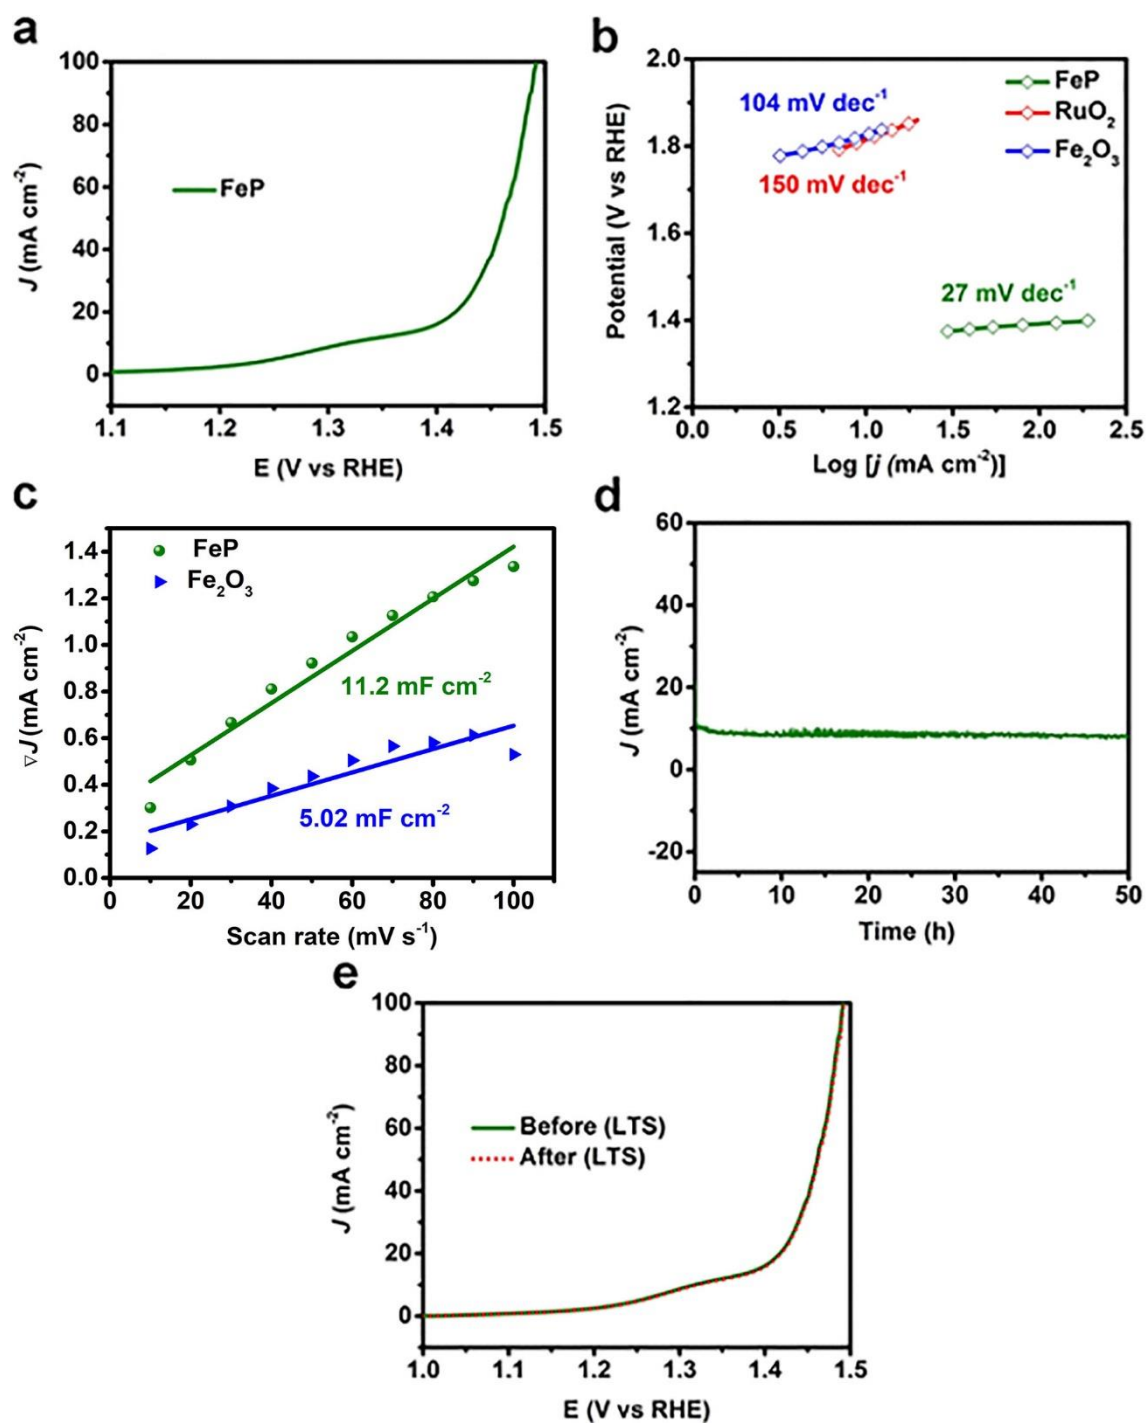 a
100
80
60
40
20
0
J (mA cm⁻²)
FeP
1.1 1.2 1.3 1.4 1.5
E (V vs RHE)
b
2.0
1.8
1.6
1.4
1.2
Potential (V vs RHE)
104 mV dec⁻¹
150 mV dec⁻¹
27 mV dec⁻¹
FeP
RuO₂
Fe₂O₃
0.0 0.5 1.0 1.5 2.0 2.5
Log [j (mA cm⁻²)]
c
1.4
1.2
1.0
0.8
0.6
0.4
0.2
0.0
∇J (mA cm⁻²)
FeP
Fe₂O₃
11.2 mF cm⁻²
5.02 mF cm⁻²
0 20 40 60 80 100
Scan rate (mV s⁻¹)
d
60
40
20
0
-20
J (mA cm⁻²)
0 10 20 30 40 50
Time (h)
e
100
80
60
40
20
0
J (mA cm⁻²)
Before (LTS)
After (LTS)
1.0 1.1 1.2 1.3 1.4 1.5
E (V vs RHE)